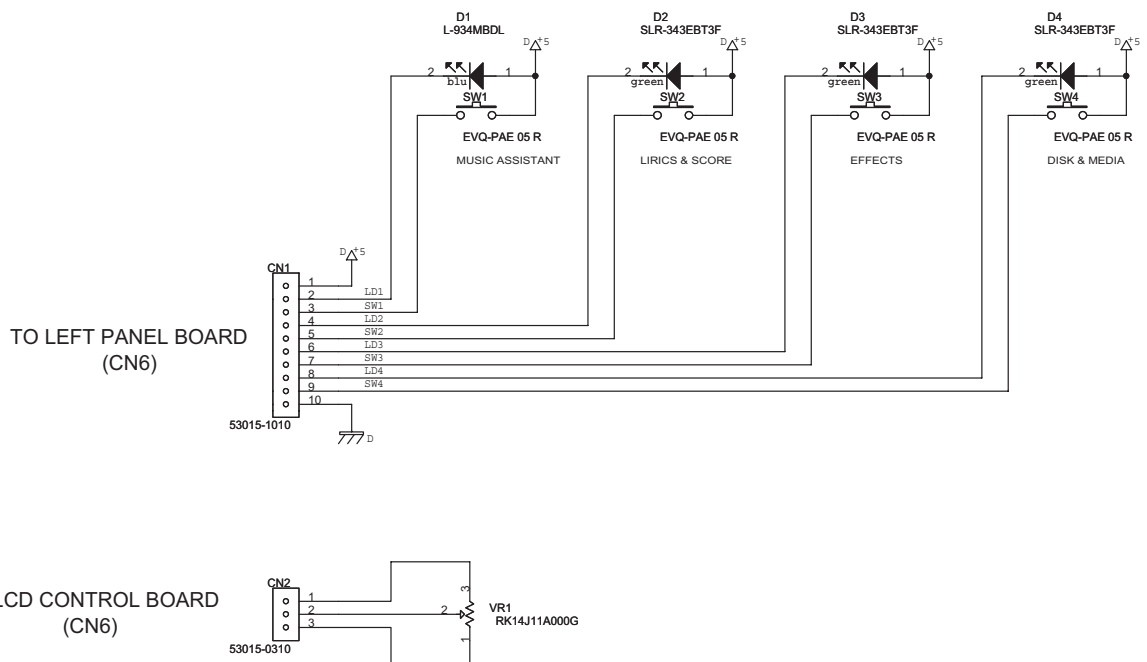 D1
L-934MBDL
D +5
2 1
blu
SW1
EVQ-PAE 05 R
MUSIC ASSISTANT
D2
SLR-343EBT3F
D +5
2 1
green
SW2
EVQ-PAE 05 R
LIRICS & SCORE
D3
SLR-343EBT3F
D +5
2 1
green
SW3
EVQ-PAE 05 R
EFFECTS
D4
SLR-343EBT3F
D +5
2 1
green
SW4
EVQ-PAE 05 R
DISK & MEDIA
D +5
CN1
1
2 LD1
3 SW1
4 LD2
5 SW2
6 LD3
7 SW3
8 LD4
9 SW4
10
53015-1010
D
TO LEFT PANEL BOARD
(CN6)
LCD CONTROL BOARD
(CN6)
CN2
1
2
3
53015-0310
3
2
1
VR1
RK14J11A000G